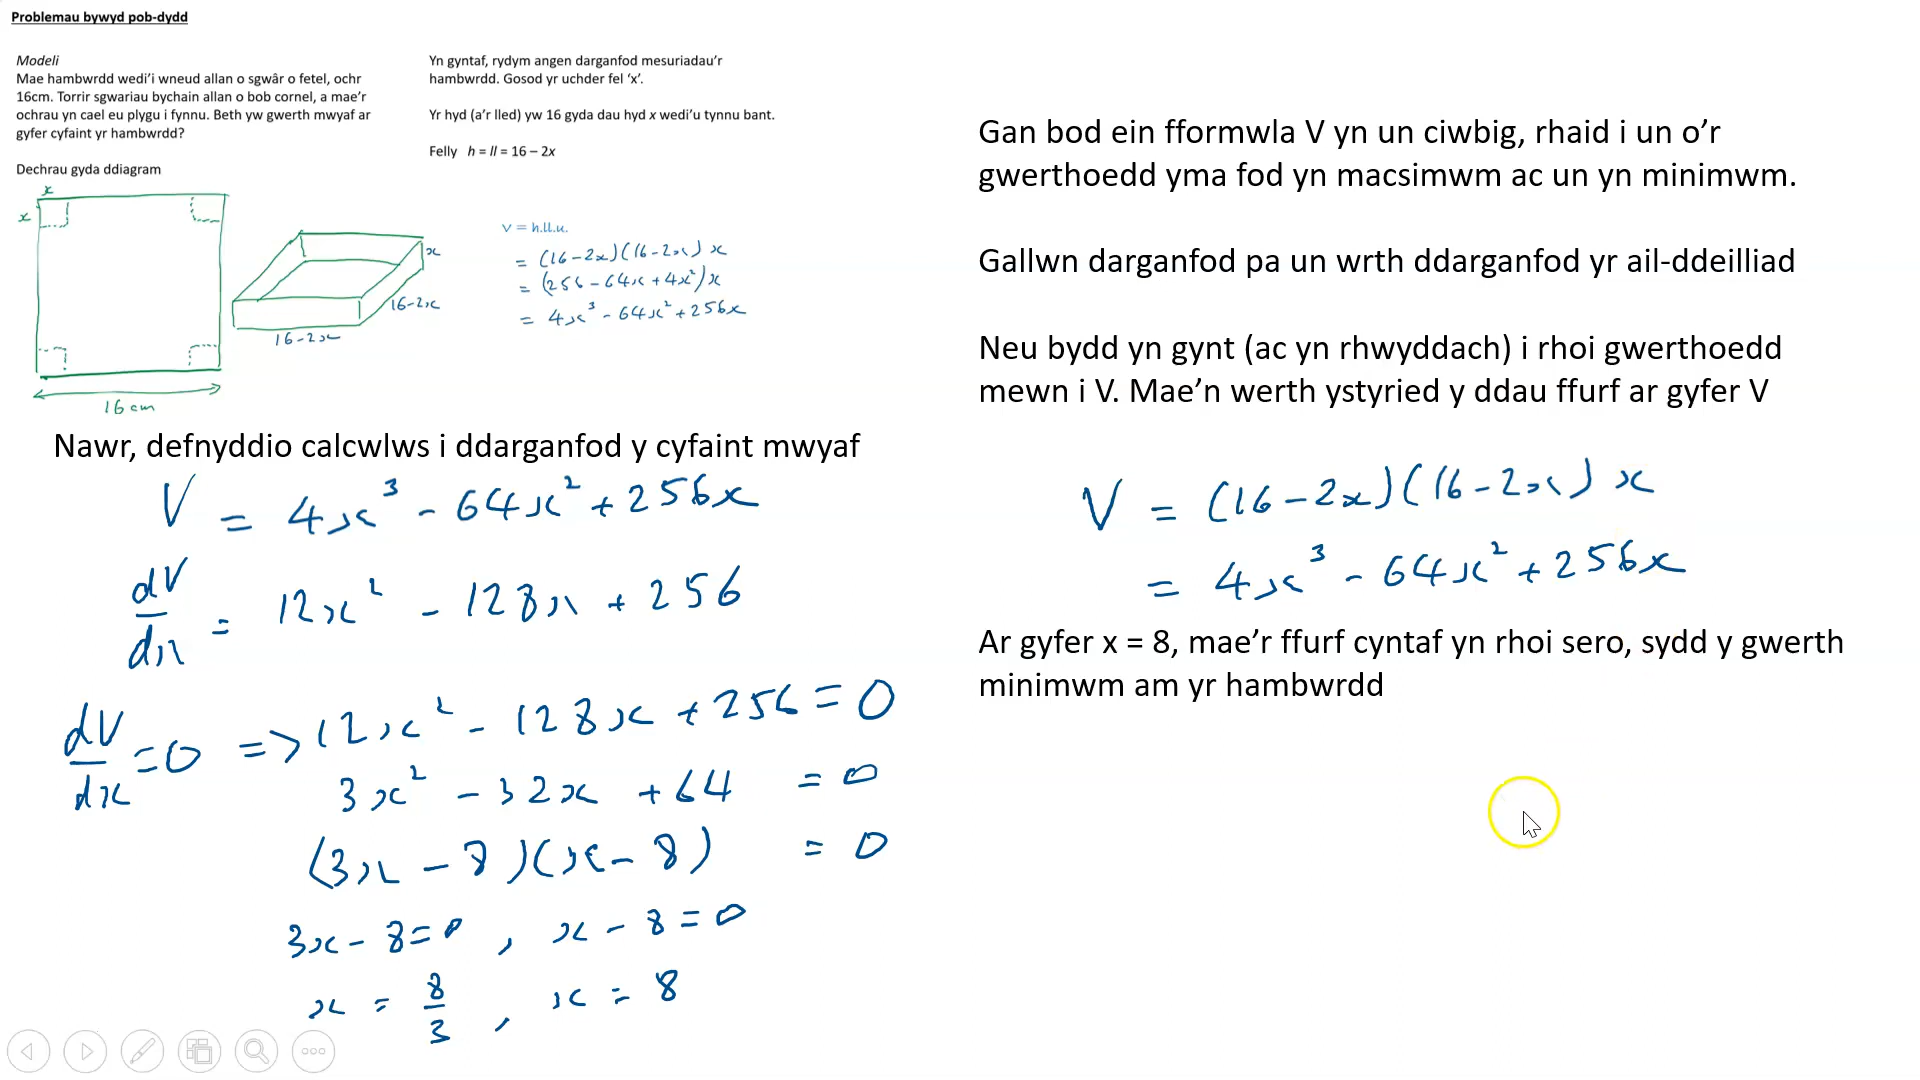 Problemau bywyd pob-dydd
Modeli
Mae hambwrdd wedi'i wneud allan o sgwâr o fetel, ochr
16cm. Torrir sgwariau bychain allan o bob cornel, a mae'r
ochrau yn cael eu plygu i fynnu. Beth yw gwerth mwyaf ar
gyfer cyfaint yr hambwrdd?
Dechrau gyda ddiagram
x
x
16 cm
x
16-2x
16-2x
Yn gyntaf, rydym angen darganfod mesuriadau'r
hambwrdd. Gosod yr uchder fel 'x'.
Yr hyd (a'r lled) yw 16 gyda dau hyd x wedi'u tynnu bant.
Felly h = ll = 16 – 2x
V = h.ll.u.
= (16-2x)(16-2x) x
= (256-64x+4x²)x
= 4x³ - 64x² + 256x
Nawr, defnyddio calcwlws i ddarganfod y cyfaint mwyaf
V = 4x³ - 64x² + 256x
dV/dx = 12x² - 128x + 256
dV/dx = 0 => 12x² - 128x + 256 = 0
3x² - 32x + 64 = 0
(3x - 8)(x - 8) = 0
3x - 8 = 0 , x - 8 = 0
x = 8/3 , x = 8
Gan bod ein fformwla V yn un ciwbig, rhaid i un o'r
gwerthoedd yma fod yn macsimwm ac un yn minimwm.
Gallwn darganfod pa un wrth ddarganfod yr ail-ddeilliad
Neu bydd yn gynt (ac yn rhwyddach) i rhoi gwerthoedd
mewn i V. Mae'n werth ystyried y ddau ffurf ar gyfer V
V = (16-2x)(16-2x) x
= 4x³ - 64x² + 256x
Ar gyfer x = 8, mae'r ffurf cyntaf yn rhoi sero, sydd y gwerth
minimwm am yr hambwrdd